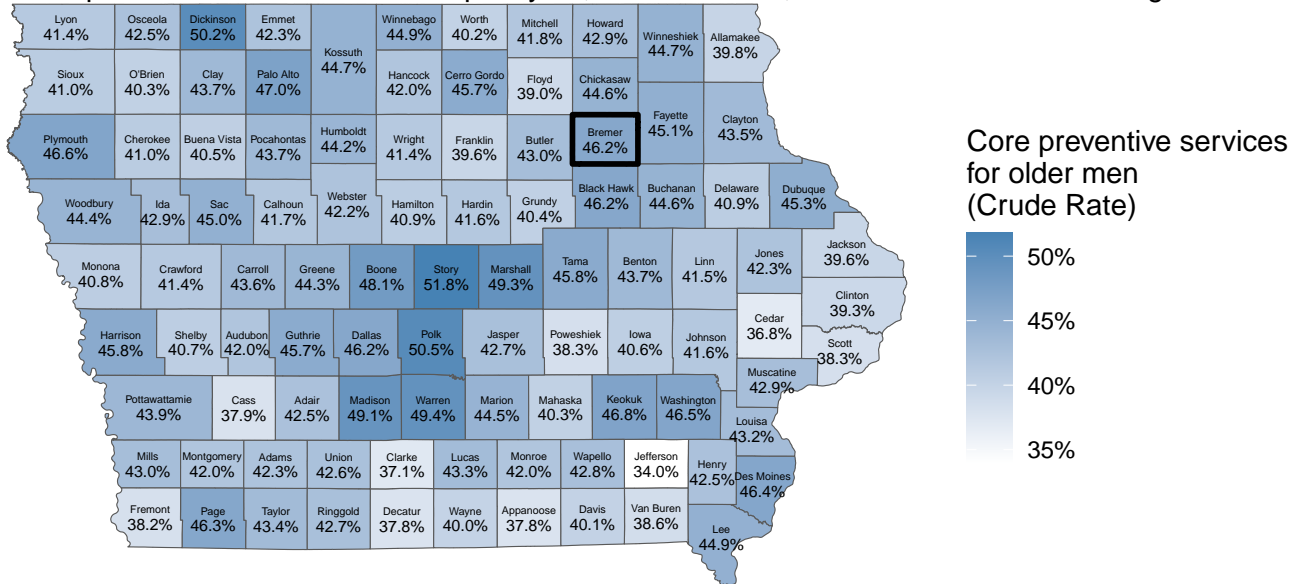 Lyon
41.4%
Osceola
42.5%
Dickinson
50.2%
Emmet
42.3%
Winnebago
44.9%
Worth
40.2%
Mitchell
41.8%
Howard
42.9%
Winneshiek
44.7%
Allamakee
39.8%
Kossuth
44.7%
Sioux
41.0%
O'Brien
40.3%
Clay
43.7%
Palo Alto
47.0%
Hancock
42.0%
Cerro Gordo
45.7%
Floyd
39.0%
Chickasaw
44.6%
Fayette
45.1%
Clayton
43.5%
Plymouth
46.6%
Cherokee
41.0%
Buena Vista
40.5%
Pocahontas
43.7%
Humboldt
44.2%
Wright
41.4%
Franklin
39.6%
Butler
43.0%
Bremer
46.2%
Woodbury
44.4%
Ida
42.9%
Sac
45.0%
Calhoun
41.7%
Webster
42.2%
Hamilton
40.9%
Hardin
41.6%
Grundy
40.4%
Black Hawk
46.2%
Buchanan
44.6%
Delaware
40.9%
Dubuque
45.3%
Monona
40.8%
Crawford
41.4%
Carroll
43.6%
Greene
44.3%
Boone
48.1%
Story
51.8%
Marshall
49.3%
Tama
45.8%
Benton
43.7%
Linn
41.5%
Jones
42.3%
Jackson
39.6%
Clinton
39.3%
Harrison
45.8%
Shelby
40.7%
Audubon
42.0%
Guthrie
45.7%
Dallas
46.2%
Polk
50.5%
Jasper
42.7%
Poweshiek
38.3%
Iowa
40.6%
Johnson
41.6%
Cedar
36.8%
Scott
38.3%
Muscatine
42.9%
Pottawattamie
43.9%
Cass
37.9%
Adair
42.5%
Madison
49.1%
Warren
49.4%
Marion
44.5%
Mahaska
40.3%
Keokuk
46.8%
Washington
46.5%
Louisa
43.2%
Mills
43.0%
Montgomery
42.0%
Adams
42.3%
Union
42.6%
Clarke
37.1%
Lucas
43.3%
Monroe
42.0%
Wapello
42.8%
Jefferson
34.0%
Henry
42.5%
Des Moines
46.4%
Fremont
38.2%
Page
46.3%
Taylor
43.4%
Ringgold
42.7%
Decatur
37.8%
Wayne
40.0%
Appanoose
37.8%
Davis
40.1%
Van Buren
38.6%
Lee
44.9%
Core preventive services
for older men
(Crude Rate)
50%
45%
40%
35%